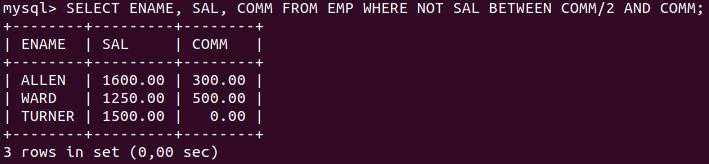 mysql> SELECT ENAME, SAL, COMM FROM EMP WHERE NOT SAL BETWEEN COMM/2 AND COMM;
+--------+---------+--------+
| ENAME  | SAL     | COMM   |
+--------+---------+--------+
| ALLEN  | 1600.00 | 300.00 |
| WARD   | 1250.00 | 500.00 |
| TURNER | 1500.00 |   0.00 |
+--------+---------+--------+
3 rows in set (0,00 sec)